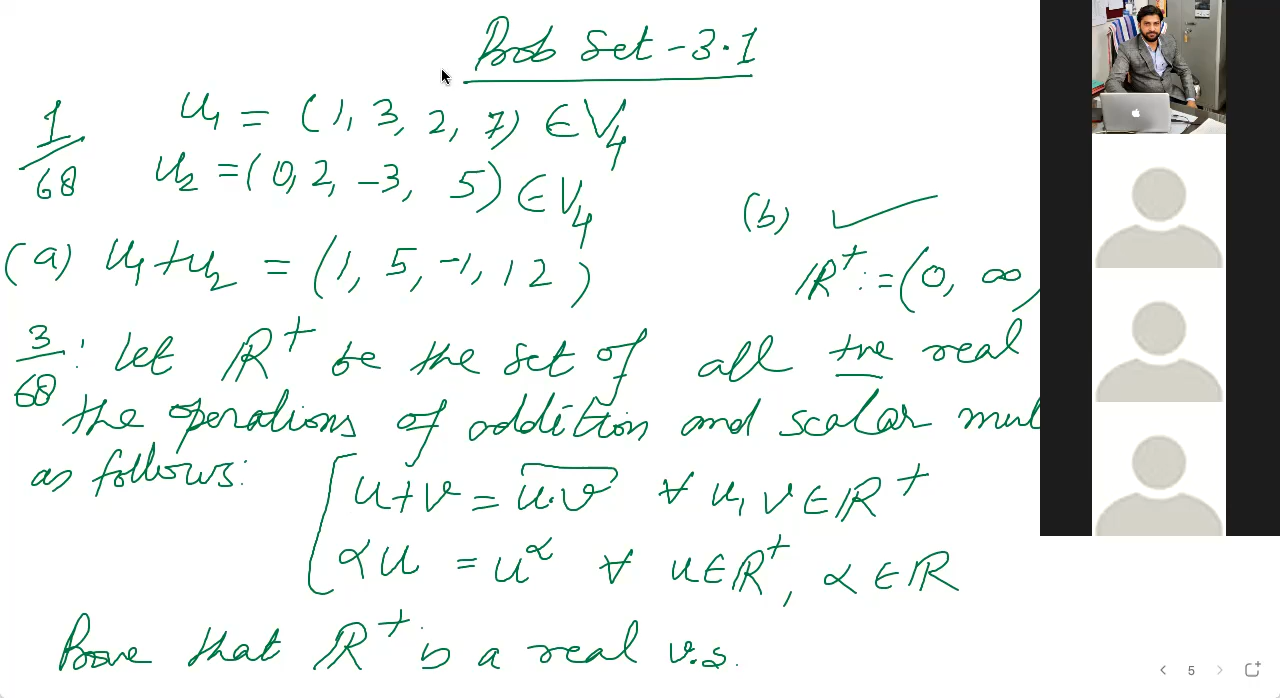 Prob Set - 3.1
1/68 u₁ = (1, 3, 2, 7) ∈ V₄
u₂ = (0, 2, -3, 5) ∈ V₄
(b) ✓
(a) u₁+u₂ = (1, 5, -1, 12)
ℝ⁺ := (0, ∞)
3/68 : Let ℝ⁺ be the set of all +ve real
the operations of addition and scalar mul
as follows:
u+v = u.v ∀ u, v ∈ ℝ⁺
αu = u^α ∀ u ∈ ℝ⁺, α ∈ ℝ
Prove that ℝ⁺ is a real v.s.
5